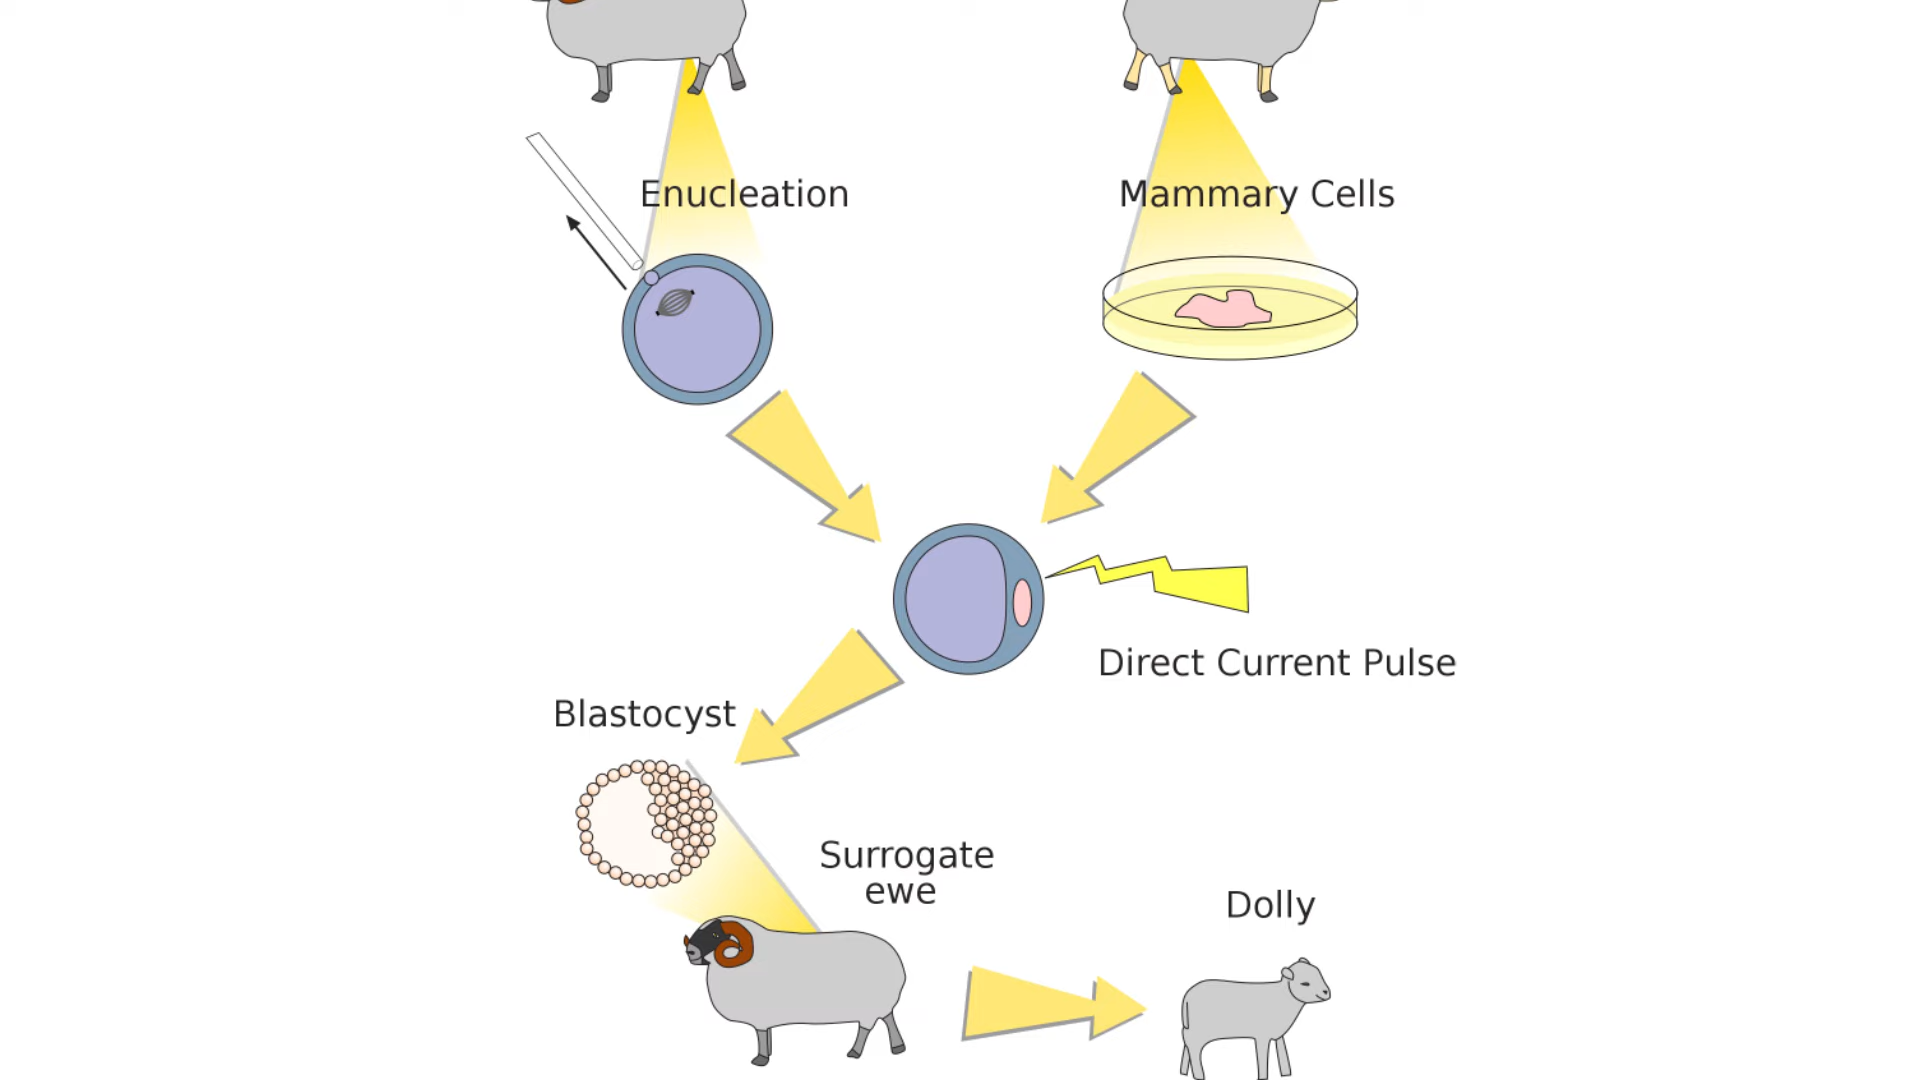 Enucleation
Mammary Cells
Direct Current Pulse
Blastocyst
Surrogate
ewe
Dolly